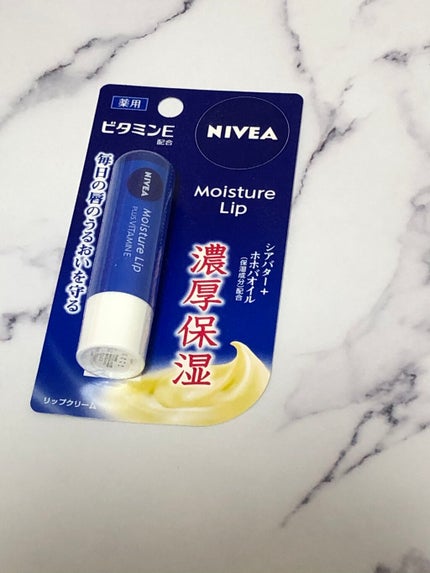 薬用
ビタミンE
配合
NIVEA
Moisture
Lip
毎日の唇のうるおいを守る
NIVEA
Moisture Lip
PLUS VITAMIN E
シアバター+
ホホバオイル
(保湿成分)配合
濃厚保湿
リップクリーム